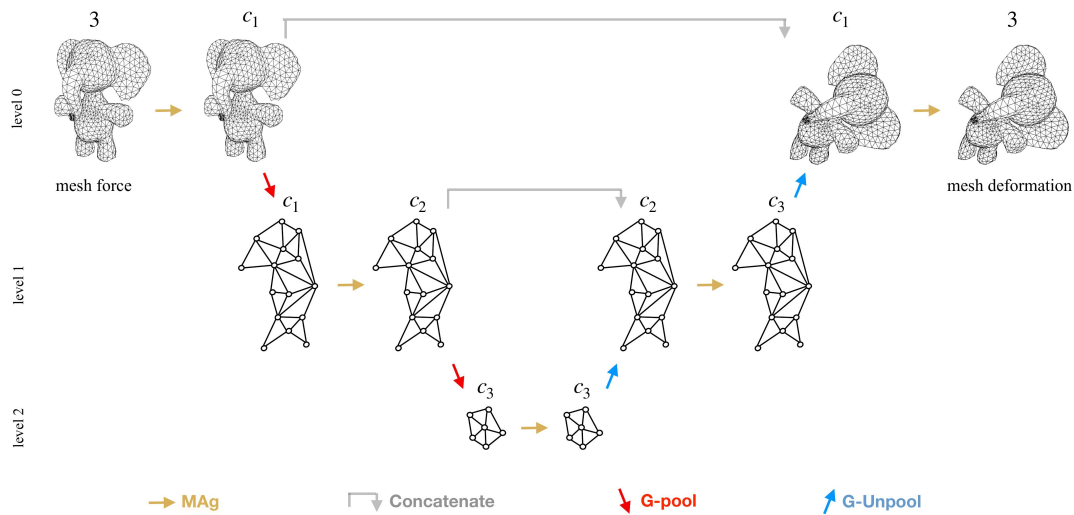 3
c₁
c₁
3
level 0
mesh force
mesh deformation
c₁
c₂
c₂
c₃
level 1
c₃
c₃
level 2
MAg
Concatenate
G-pool
G-Unpool